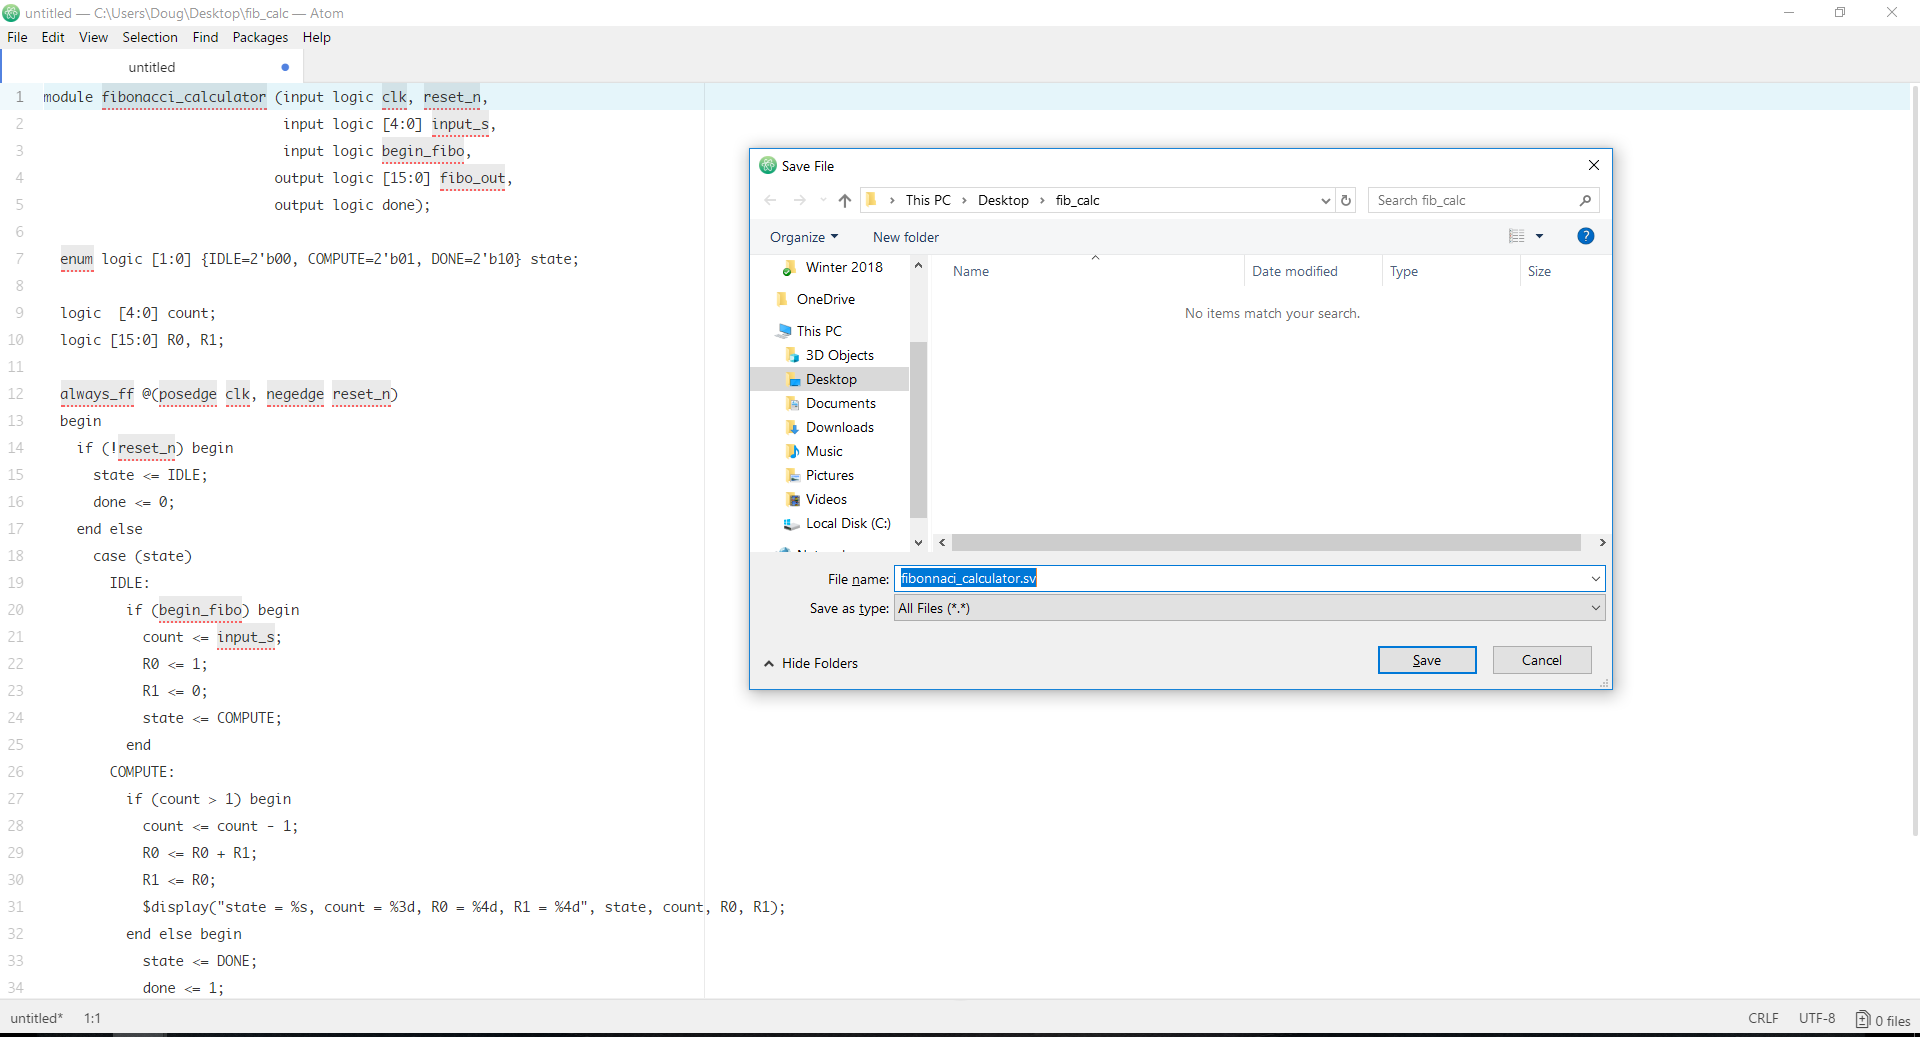 untitled — C:\Users\Doug\Desktop\fib_calc — Atom
File Edit View Selection Find Packages Help
untitled
1 module fibonacci_calculator (input logic clk, reset_n,
2 input logic [4:0] input_s,
3 input logic begin_fibo,
4 output logic [15:0] fibo_out,
5 output logic done);
6
7 enum logic [1:0] {IDLE=2'b00, COMPUTE=2'b01, DONE=2'b10} state;
8
9 logic [4:0] count;
10 logic [15:0] R0, R1;
11
12 always_ff @(posedge clk, negedge reset_n)
13 begin
14 if (!reset_n) begin
15 state <= IDLE;
16 done <= 0;
17 end else
18 case (state)
19 IDLE:
20 if (begin_fibo) begin
21 count <= input_s;
22 R0 <= 1;
23 R1 <= 0;
24 state <= COMPUTE;
25 end
26 COMPUTE:
27 if (count > 1) begin
28 count <= count - 1;
29 R0 <= R0 + R1;
30 R1 <= R0;
31 $display("state = %s, count = %3d, R0 = %4d, R1 = %4d", state, count, R0, R1);
32 end else begin
33 state <= DONE;
34 done <= 1;
Save File
This PC > Desktop > fib_calc
Search fib_calc
Organize New folder
Winter 2018
OneDrive
This PC
3D Objects
Desktop
Documents
Downloads
Music
Pictures
Videos
Local Disk (C:)
Name Date modified Type Size
No items match your search.
File name: fibonnaci_calculator.sv
Save as type: All Files (*.*)
Hide Folders
Save Cancel
untitled* 1:1
CRLF UTF-8 0 files